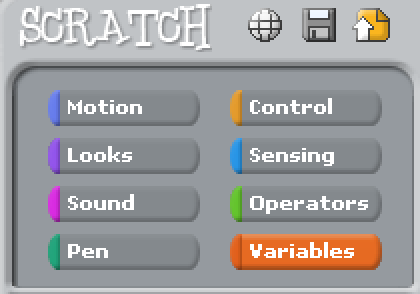 SCRATCH
Motion Control
Looks Sensing
Sound Operators
Pen Variables